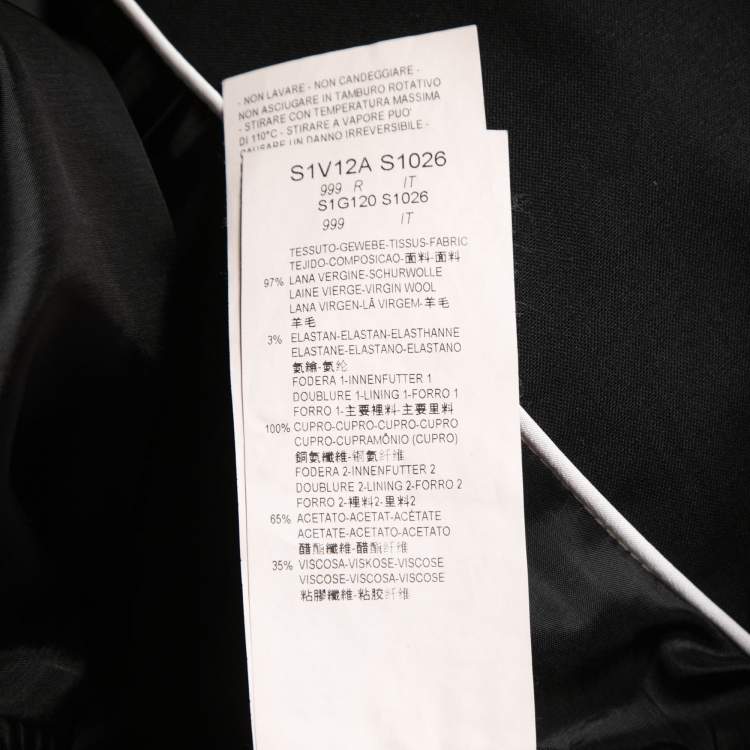 - NON LAVARE - NON CANDEGGIARE -
NON ASCIUGARE IN TAMBURO ROTATIVO
- STIRARE CON TEMPERATURA MASSIMA
DI 110°C - STIRARE A VAPORE PUO'
CAUSARE UN DANNO IRREVERSIBILE -
S1V12A S1026
999 R IT
S1G120 S1026
999 IT
TESSUTO-GEWEBE-TISSUS-FABRIC
TEJIDO-COMPOSICAO-面料-面料
97% LANA VERGINE-SCHURWOLLE
LAINE VIERGE-VIRGIN WOOL
LANA VIRGEN-LÃ VIRGEM-羊毛
羊毛
3% ELASTAN-ELASTAN-ELASTHANNE
ELASTANE-ELASTANO-ELASTANO
氨綸-氨纶
FODERA 1-INNENFUTTER 1
DOUBLURE 1-LINING 1-FORRO 1
FORRO 1-主要裡料-主要里料
100% CUPRO-CUPRO-CUPRO-CUPRO
CUPRO-CUPRAMÔNIO (CUPRO)
銅氨纖維-铜氨纤维
FODERA 2-INNENFUTTER 2
DOUBLURE 2-LINING 2-FORRO 2
FORRO 2-裡料2-里料2
65% ACETATO-ACETAT-ACÉTATE
ACETATE-ACETATO-ACETATO
醋酯纖維-醋酯纤维
35% VISCOSA-VISKOSE-VISCOSE
VISCOSE-VISCOSA-VISCOSE
粘膠纖維-粘胶纤维